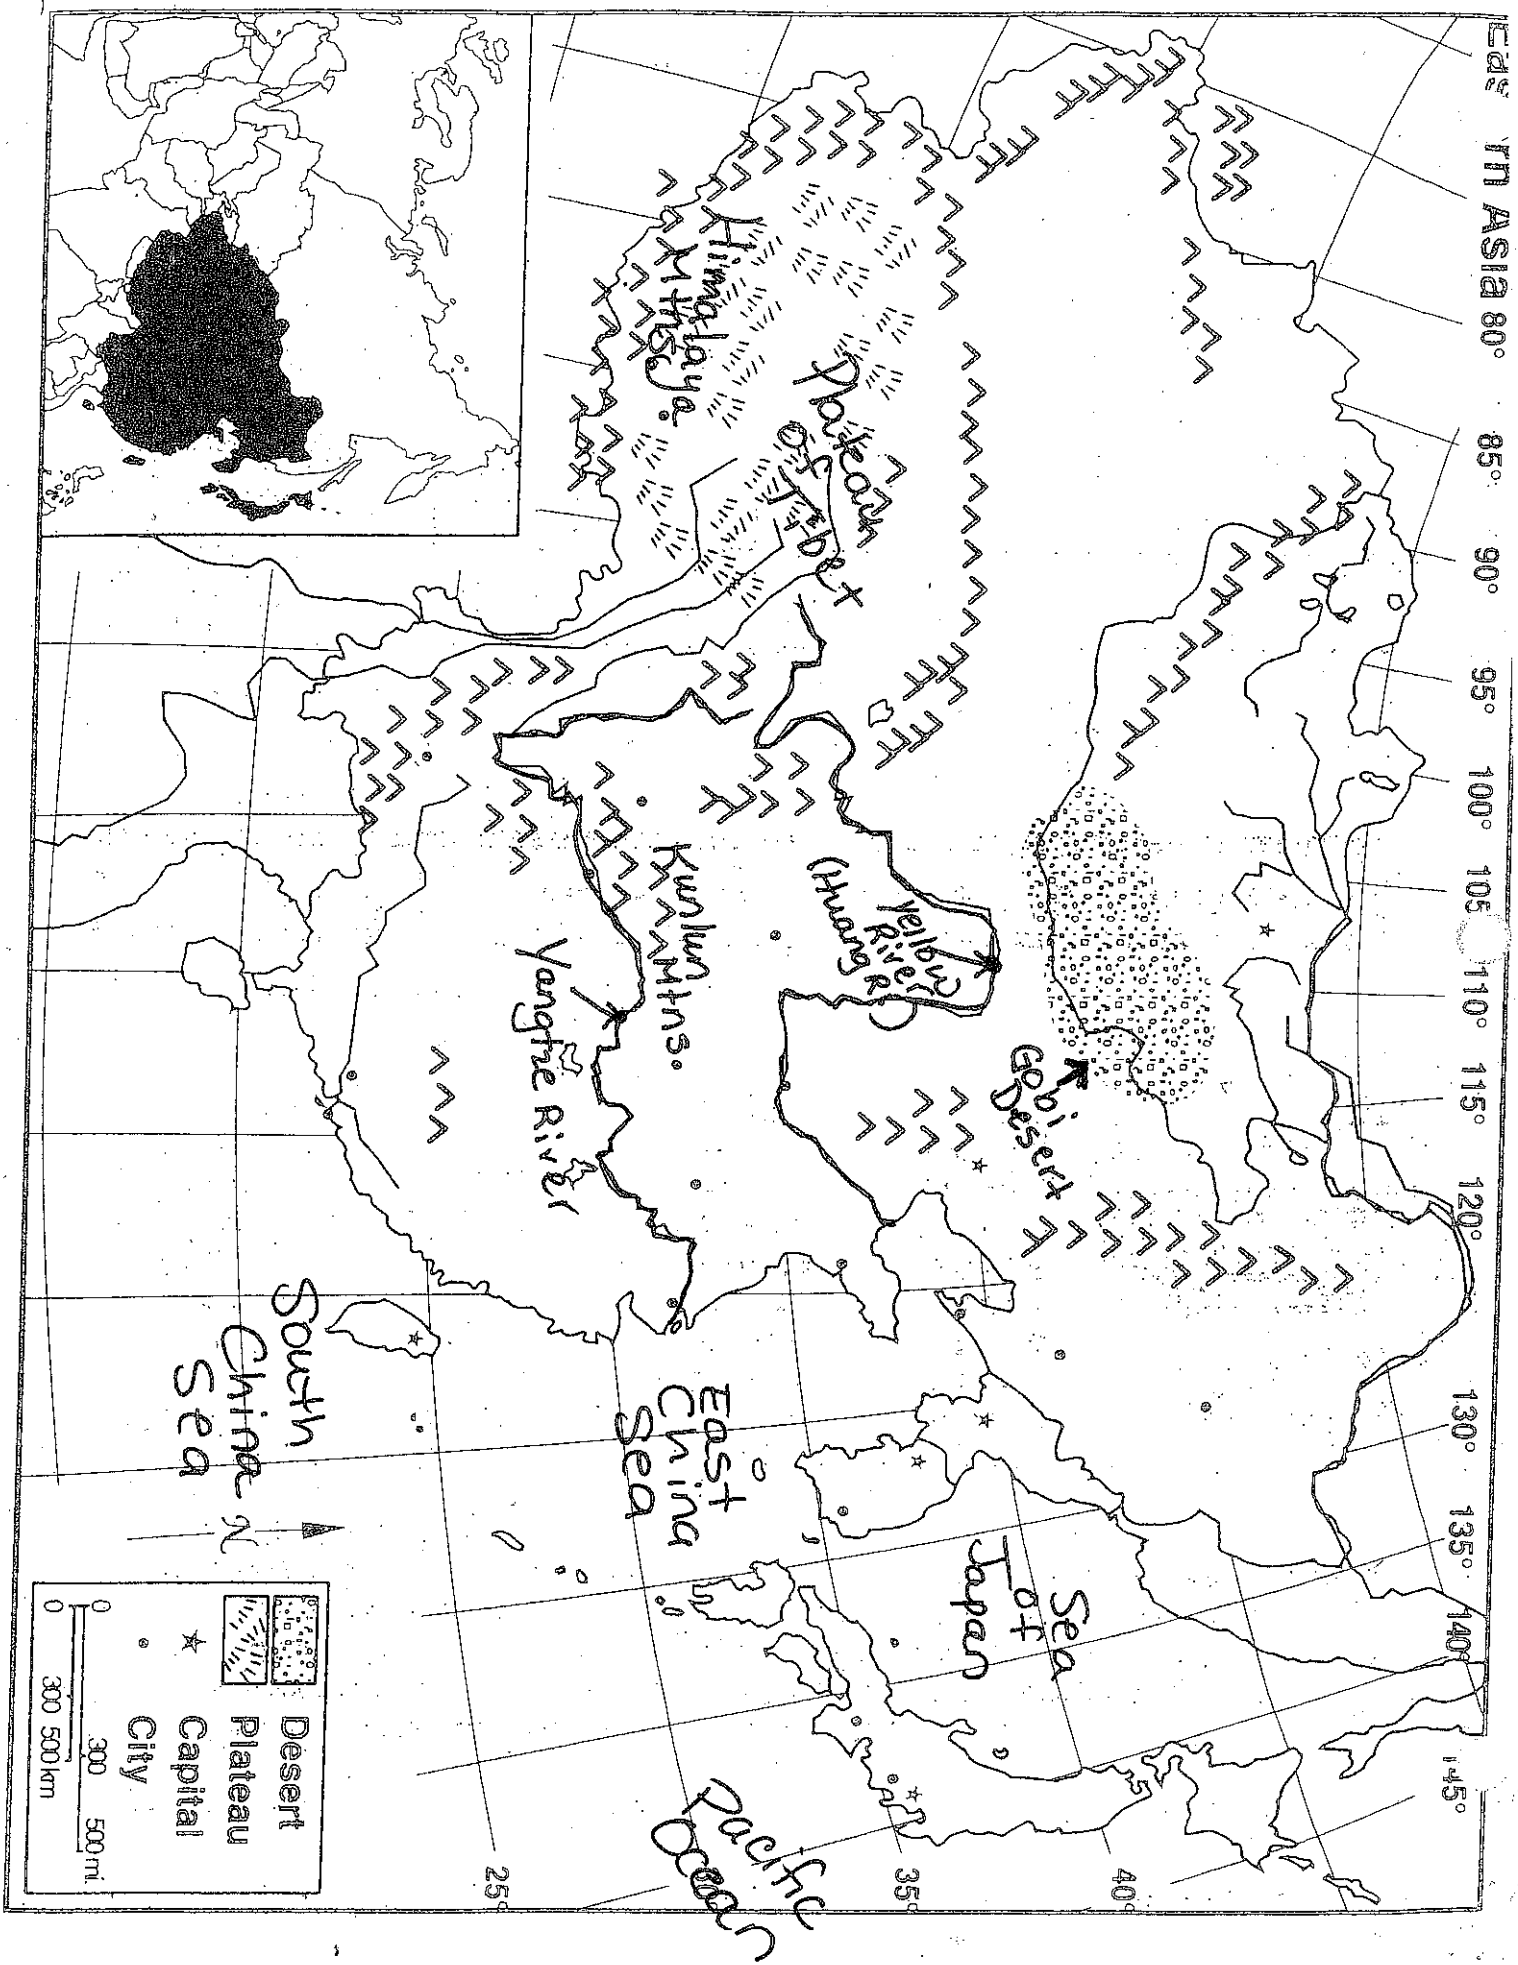 rn Asia
80°
85°
90°
95°
100°
105
110°
115°
120°
130°
135°
140°
145°
40°
35°
25°
Himalaya
Mtns.
Plateau
of
Tibet
Kunlun
Mtns.
Yellow
River
(Huang R.)
Yangtze River
Gobi
Desert
Sea
of
Japan
East
China
Sea
South
China
Sea
Pacific
Ocean
N
Desert
Plateau
Capital
City
0 300 500 mi.
0 300 500 km